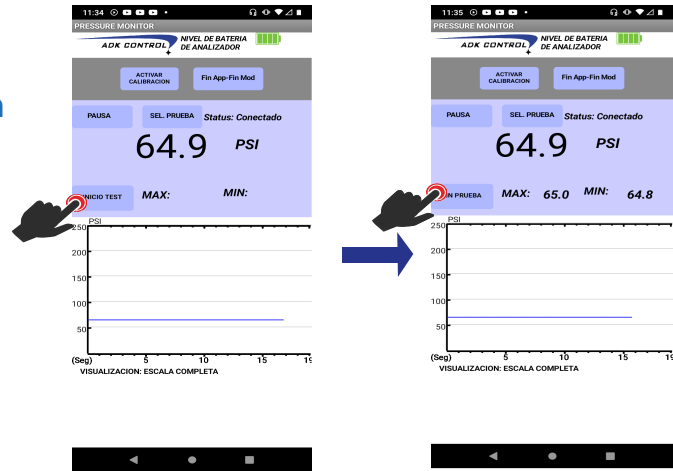 11:34
PRESSURE MONITOR
ADK CONTROL
NIVEL DE BATERIA
DE ANALIZADOR
ACTIVAR
CALIBRACION
Fin App-Fin Mod
PAUSA
SEL. PRUEBA
Status: Conectado
64.9 PSI
INICIO TEST
MAX:
MIN:
PSI
250
200
150
100
50
(Seg) 5 10 15 19
VISUALIZACION: ESCALA COMPLETA
11:35
PRESSURE MONITOR
ADK CONTROL
NIVEL DE BATERIA
DE ANALIZADOR
ACTIVAR
CALIBRACION
Fin App-Fin Mod
PAUSA
SEL. PRUEBA
Status: Conectado
64.9 PSI
PRUEBA
MAX: 65.0 MIN: 64.8
PSI
250
200
150
100
50
(Seg) 5 10 15
VISUALIZACION: ESCALA COMPLETA